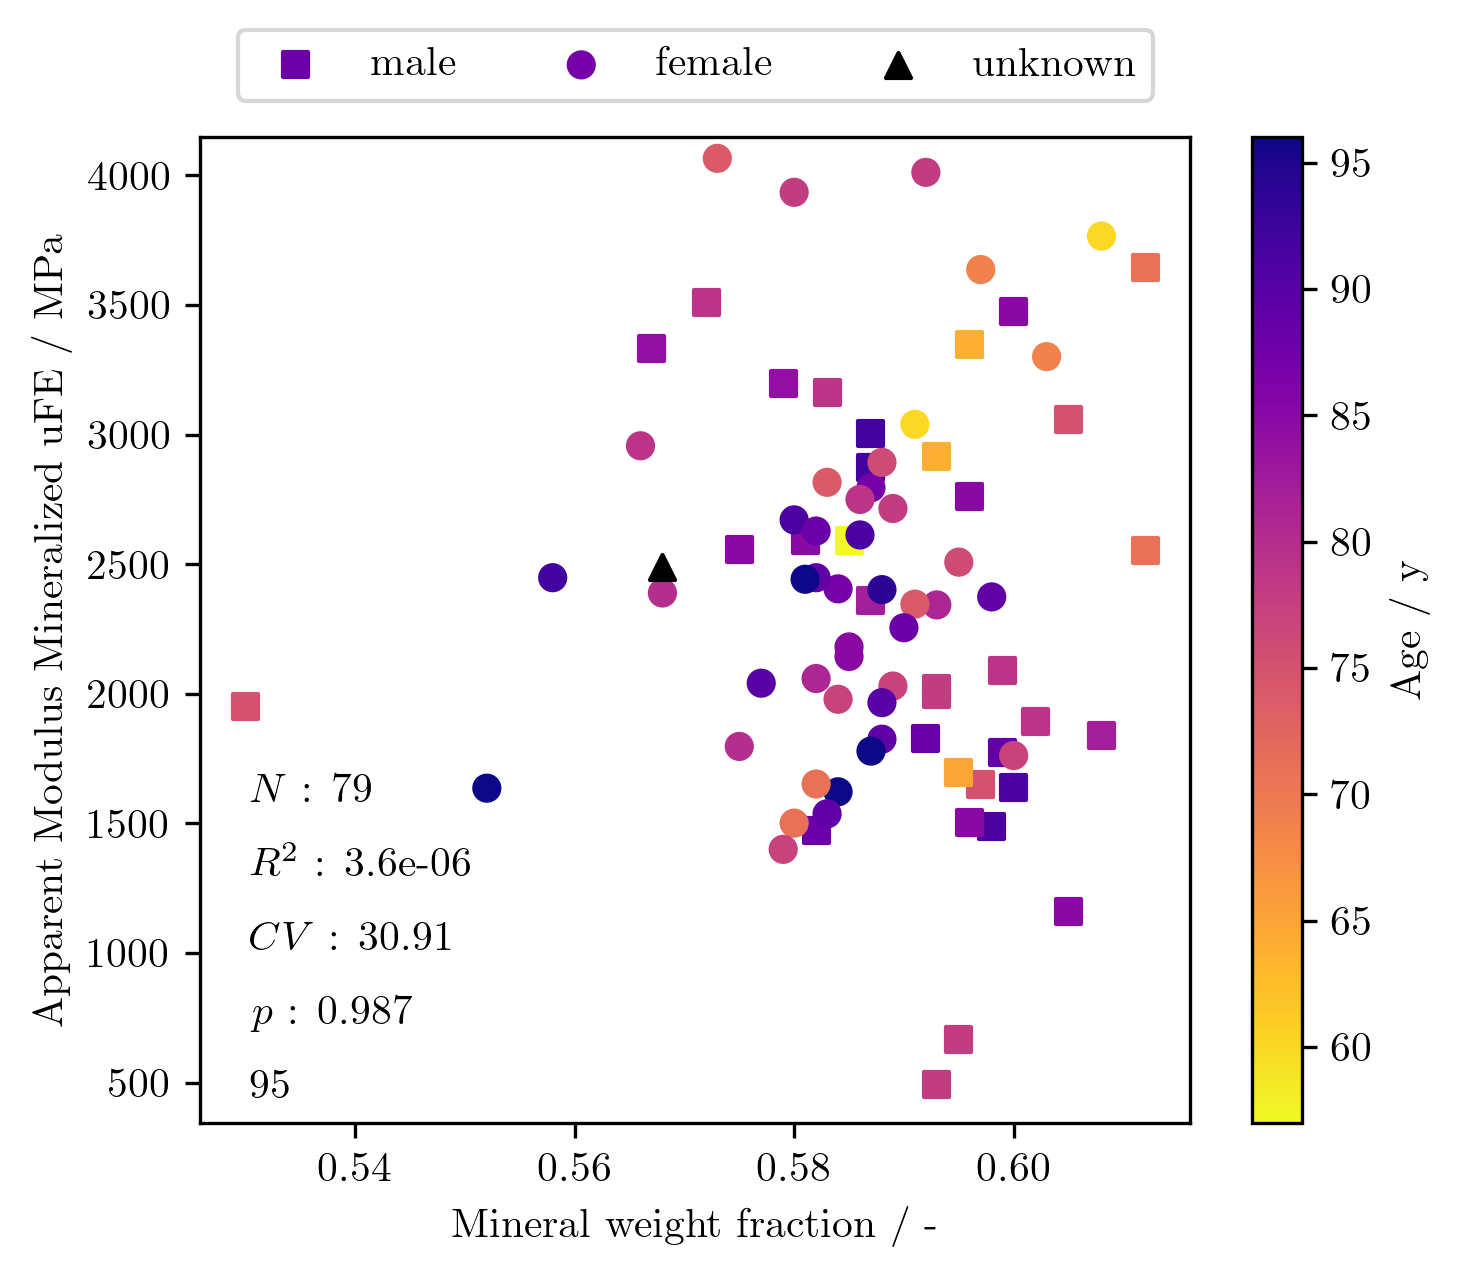 male female unknown
4000
3500
3000
2500
2000
1500
1000
500
Apparent Modulus Mineralized uFE / MPa
N : 79
R² : 3.6e-06
CV : 30.91
p : 0.987
95
0.54 0.56 0.58 0.60
Mineral weight fraction / -
95
90
85
80
75
70
65
60
Age / y